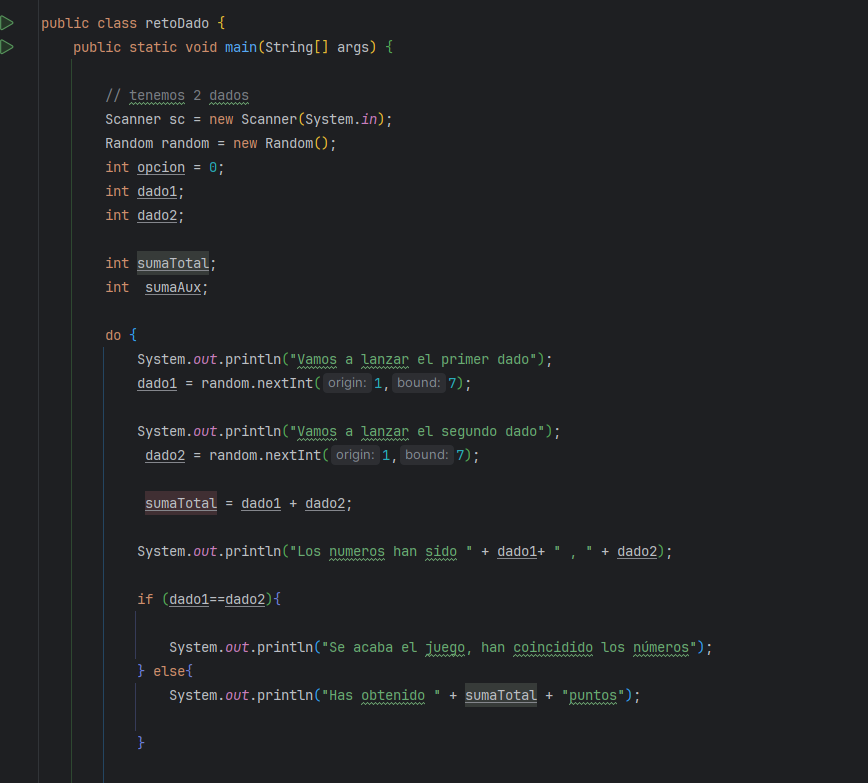 public class retoDado {
public static void main(String[] args) {
// tenemos 2 dados
Scanner sc = new Scanner(System.in);
Random random = new Random();
int opcion = 0;
int dado1;
int dado2;
int sumaTotal;
int  sumaAux;
do {
System.out.println("Vamos a lanzar el primer dado");
dado1 = random.nextInt( origin: 1, bound: 7);
System.out.println("Vamos a lanzar el segundo dado");
dado2 = random.nextInt( origin: 1, bound: 7);
sumaTotal = dado1 + dado2;
System.out.println("Los numeros han sido " + dado1+ " , " + dado2);
if (dado1==dado2){
System.out.println("Se acaba el juego, han coincidido los números");
} else{
System.out.println("Has obtenido " + sumaTotal + "puntos");
}